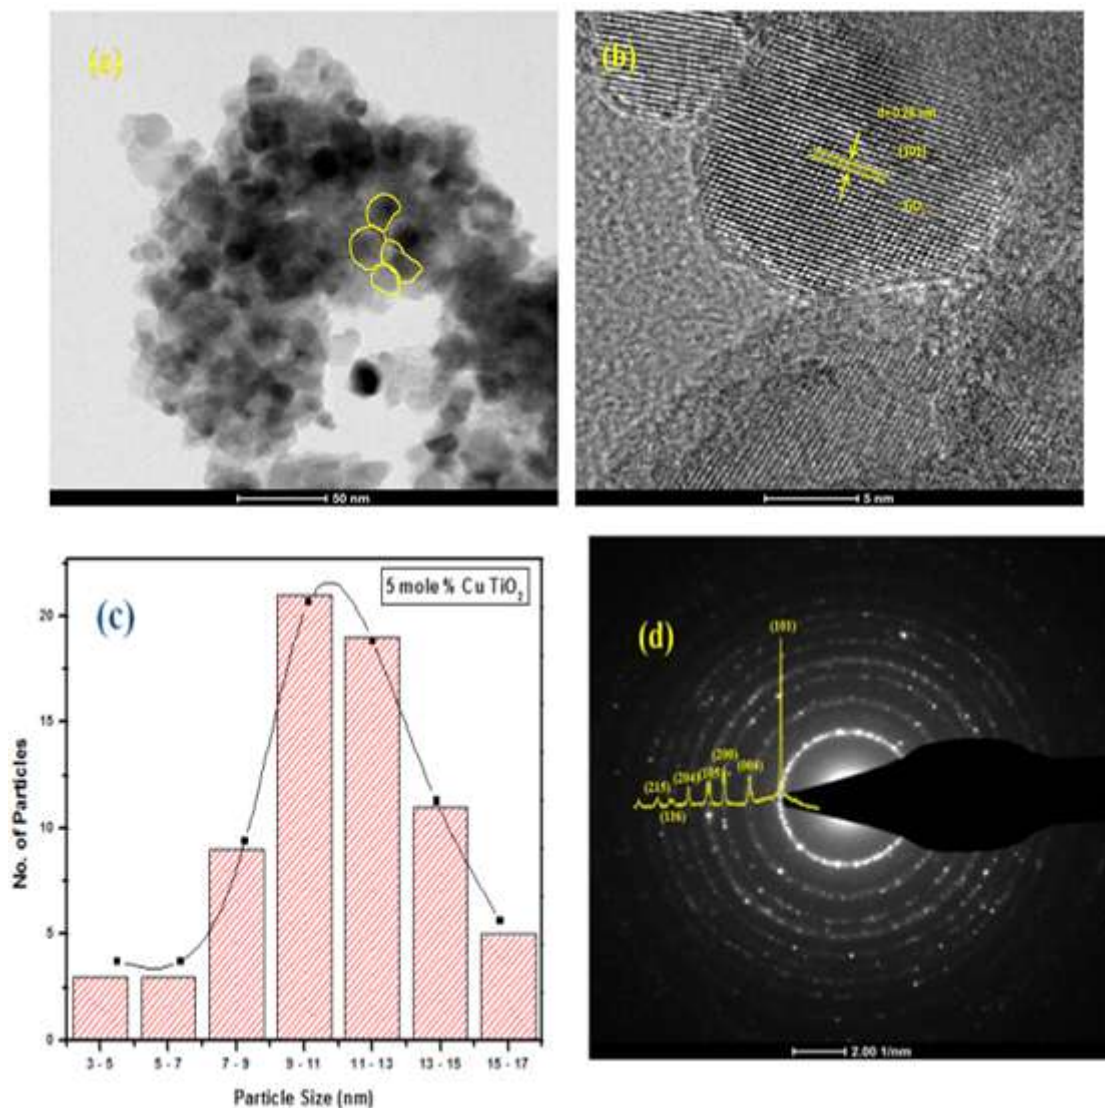 (a)
50 nm
(b)
d=0.28 nm
(101)
5 nm
(c)
5 mole % Cu TiO2
No. of Particles
20
15
10
5
0
3 - 5
5 - 7
7 - 9
9 - 11
11 - 13
13 - 15
15 - 17
Particle Size (nm)
(d)
(101)
(200)
(204)
(105)
(004)
(215)
(116)
2.00 1/nm